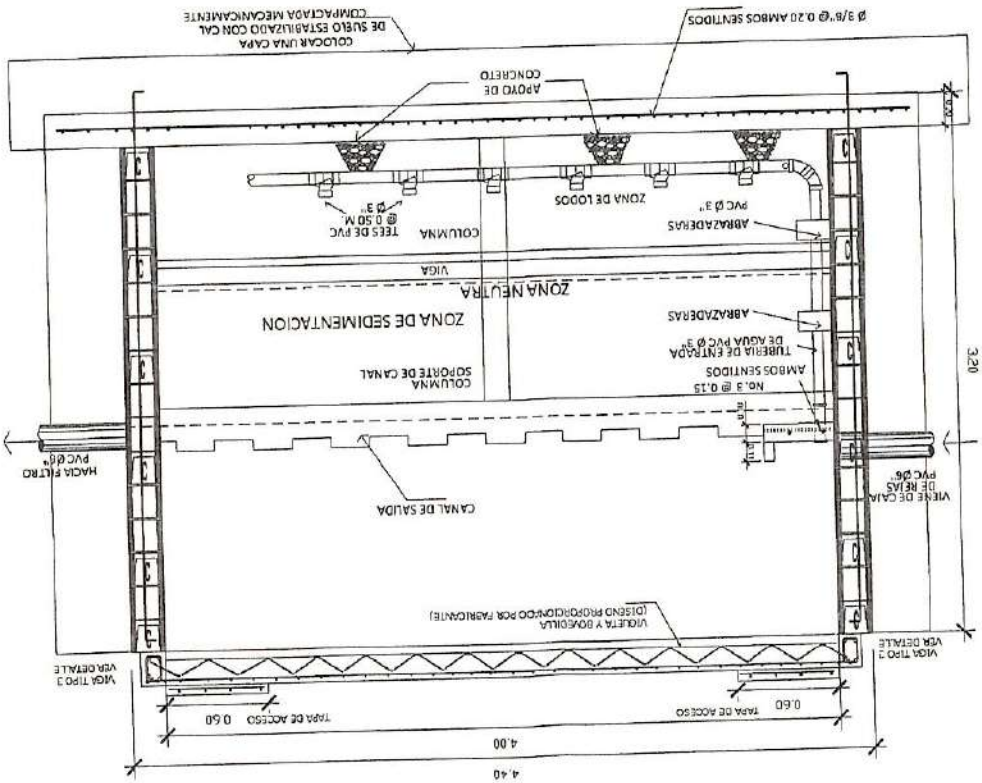 4.40
4.00
TAPA DE ACCESO
0.60
TAPA DE ACCESO
0.60
VIGA TIPO 3
VER DETALLE
VIGA TIPO 3
VER DETALLE
VIGUETA Y BOVEDILLA
(DISEÑO PROPORCIONADO POR FABRICANTE)
CANAL DE SALIDA
VIENE DE CAJA
DE REJAS
PVC Ø6"
HACIA FILTRO
PVC Ø6"
3.20
No. 3 @ 0.15
AMBOS SENTIDOS
TUBERIA DE ENTRADA
DE AGUA PVC Ø 3"
ABRAZADERAS
COLUMNA
SOPORTE DE CANAL
ZONA DE SEDIMENTACION
ZONA NEUTRA
VIGA
ABRAZADERAS
PVC Ø 3"
COLUMNA
ZONA DE LODOS
TEES DE PVC
@ 0.50 M.
Ø 3"
APOYO DE
CONCRETO
Ø 3/8" @ 0.20 AMBOS SENTIDOS
COLOCAR UNA CAPA
DE SUELO ESTABILIZADO CON CAL
COMPACTADA MECANICAMENTE